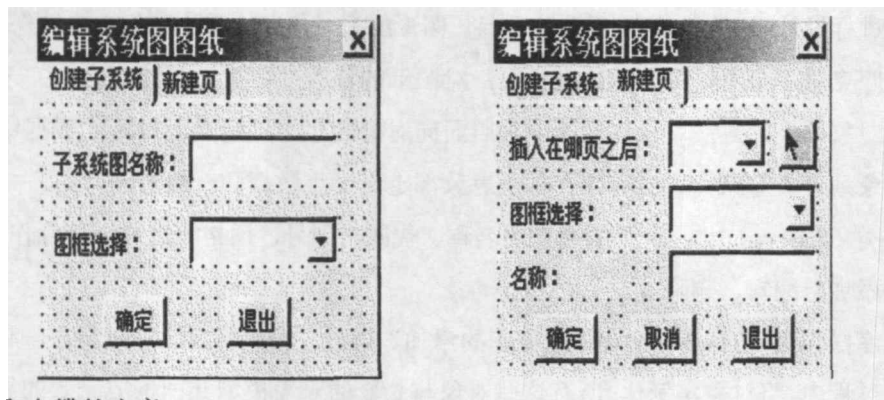 编辑系统图图纸
创建子系统 新建页
子系统图名称：
图框选择：
确定 退出
编辑系统图图纸
创建子系统 新建页
插入在哪页之后：
图框选择：
名称：
确定 取消 退出